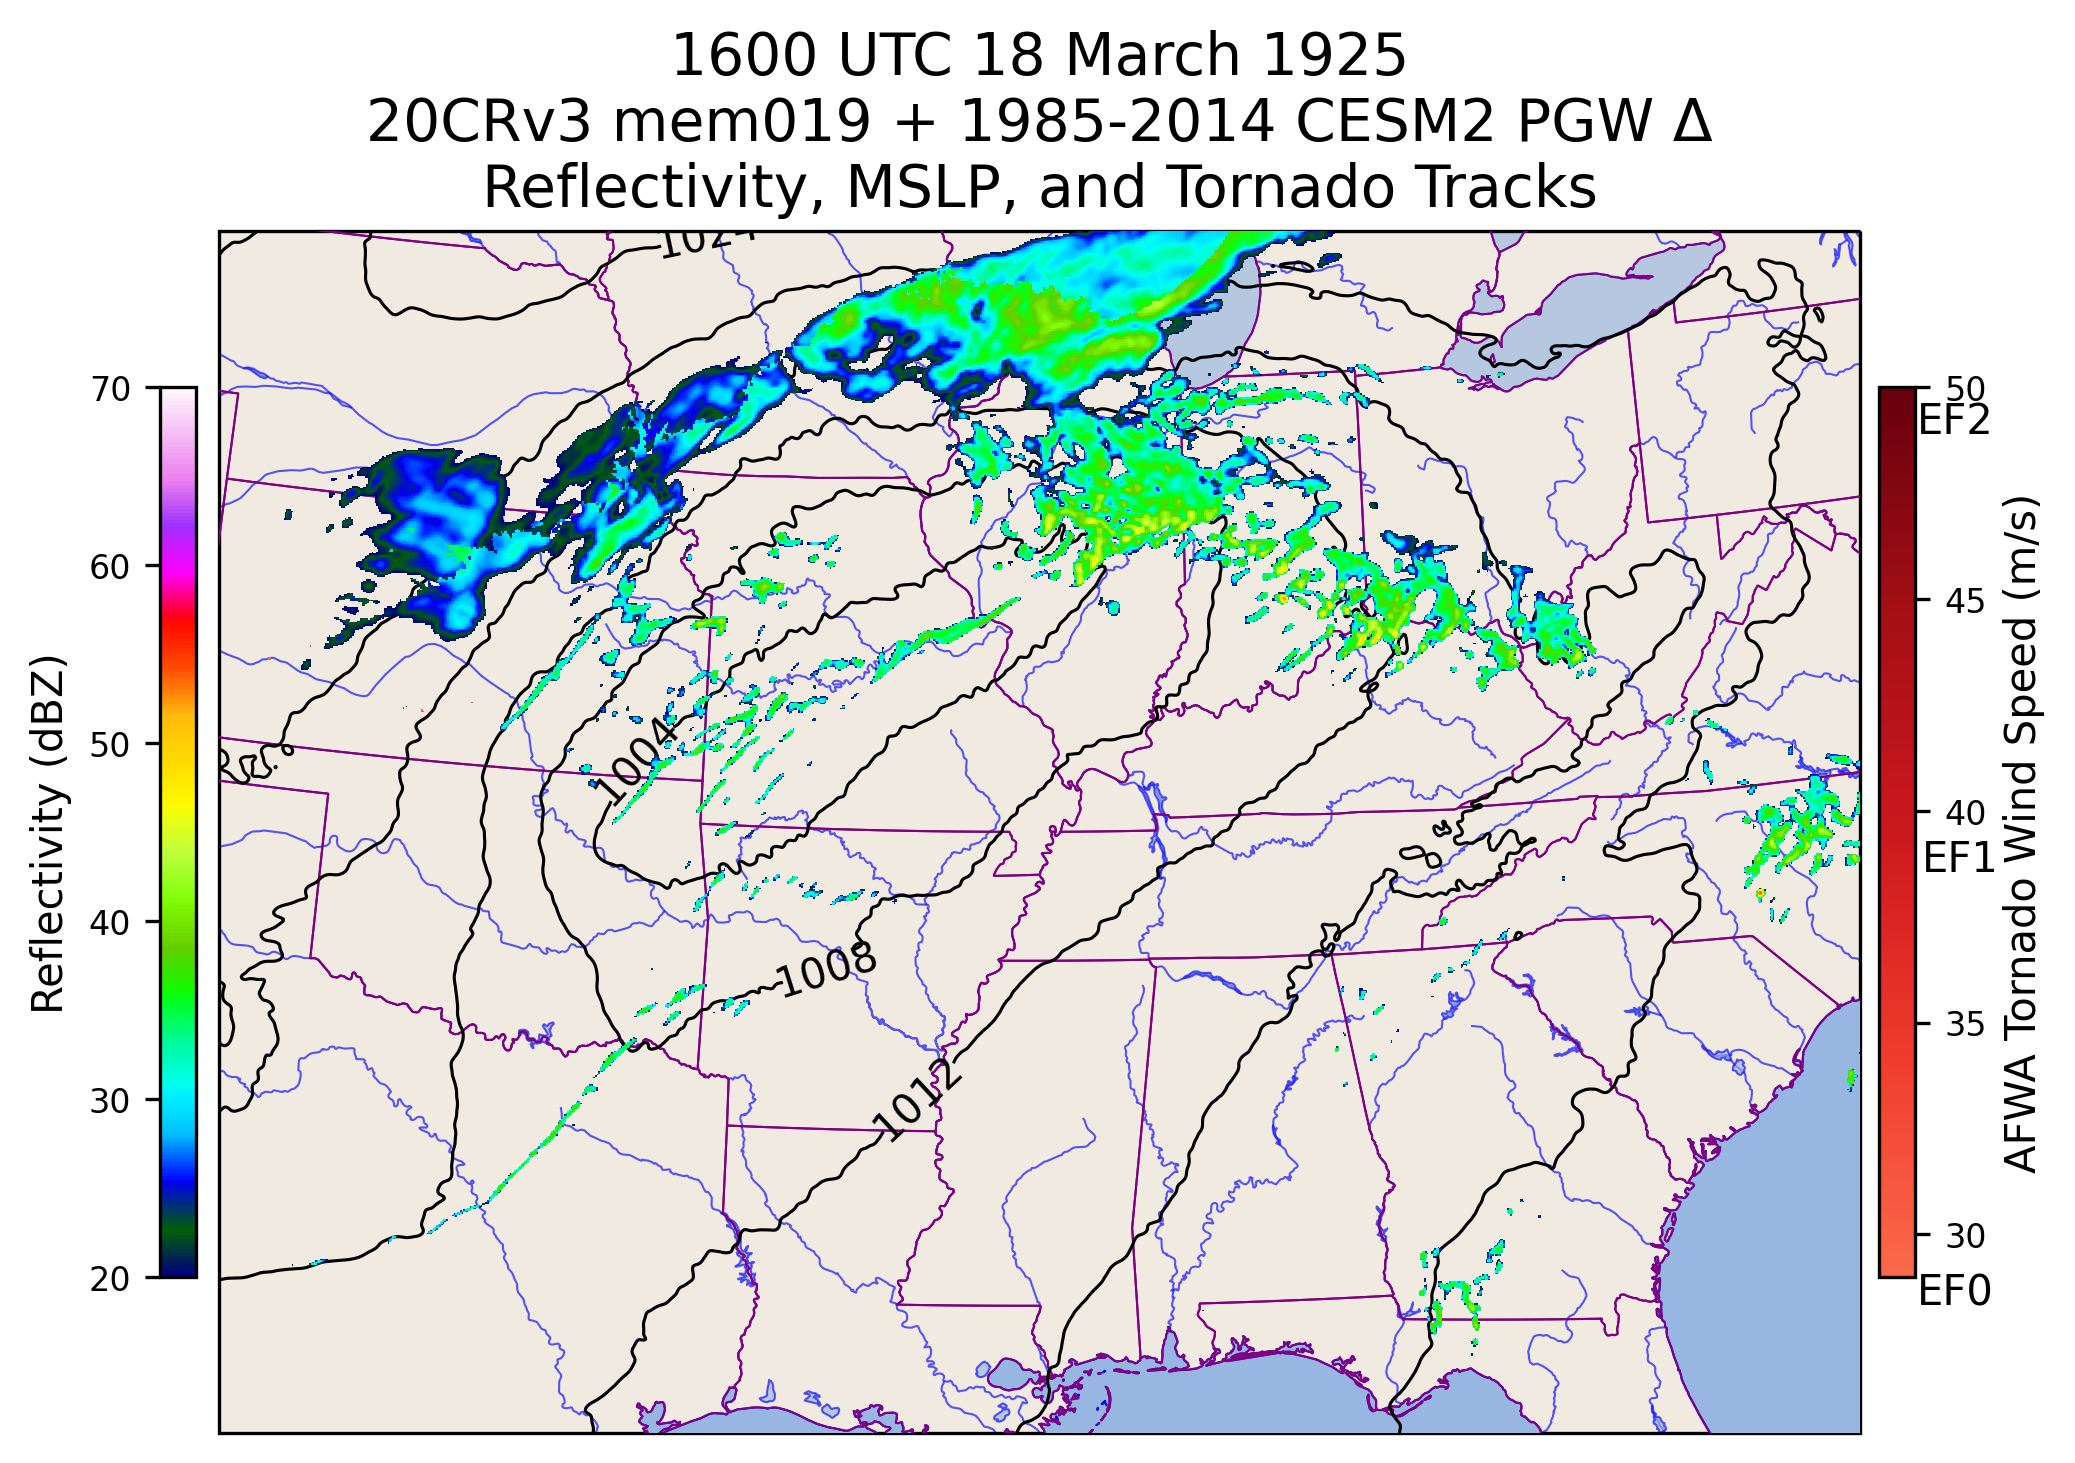 1600 UTC 18 March 1925
20CRv3 mem019 + 1985-2014 CESM2 PGW Δ
Reflectivity, MSLP, and Tornado Tracks
Reflectivity (dBZ)
70
60
50
40
30
20
1004
1008
1012
50
EF2
45
40
EF1
35
30
EF0
AFWA Tornado Wind Speed (m/s)